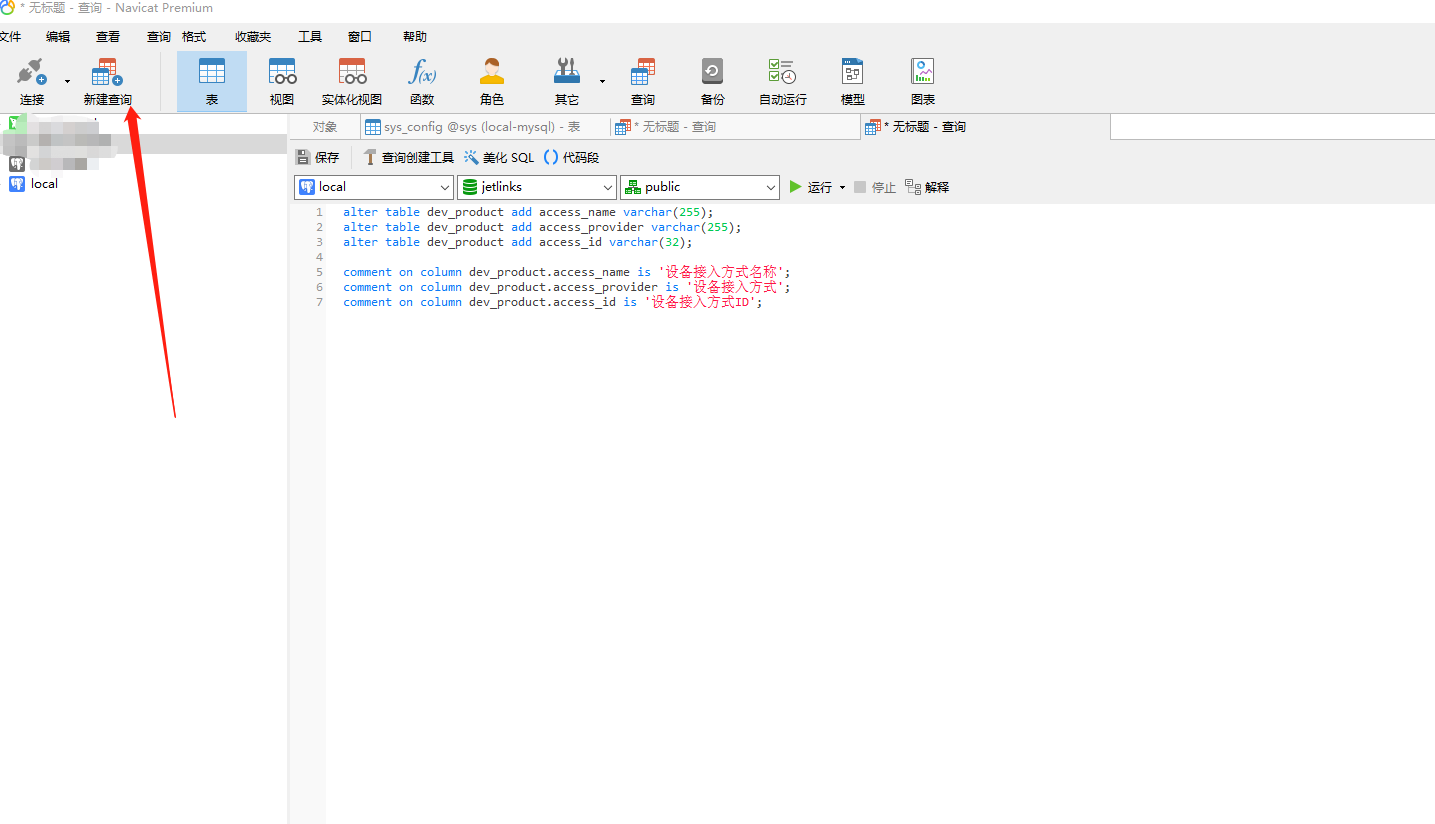 * 无标题 - 查询 - Navicat Premium
文件 编辑 查看 查询 格式 收藏夹 工具 窗口 帮助
连接 新建查询 表 视图 实体化视图 函数 角色 其它 查询 备份 自动运行 模型 图表
对象 sys_config @sys (local-mysql) - 表 * 无标题 - 查询 * 无标题 - 查询
保存 查询创建工具 美化 SQL 代码段
local
local jetlinks public 运行 停止 解释
1 alter table dev_product add access_name varchar(255);
2 alter table dev_product add access_provider varchar(255);
3 alter table dev_product add access_id varchar(32);
4
5 comment on column dev_product.access_name is '设备接入方式名称';
6 comment on column dev_product.access_provider is '设备接入方式';
7 comment on column dev_product.access_id is '设备接入方式ID';